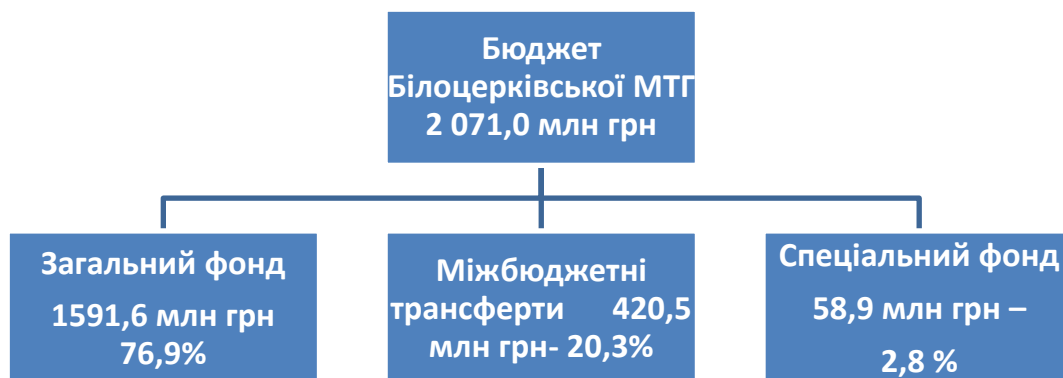 Бюджет
Білоцерківської МТГ
2 071,0 млн грн
Загальний фонд
1591,6 млн грн
76,9%
Міжбюджетні
трансферти 420,5
млн грн- 20,3%
Спеціальний фонд
58,9 млн грн –
2,8 %